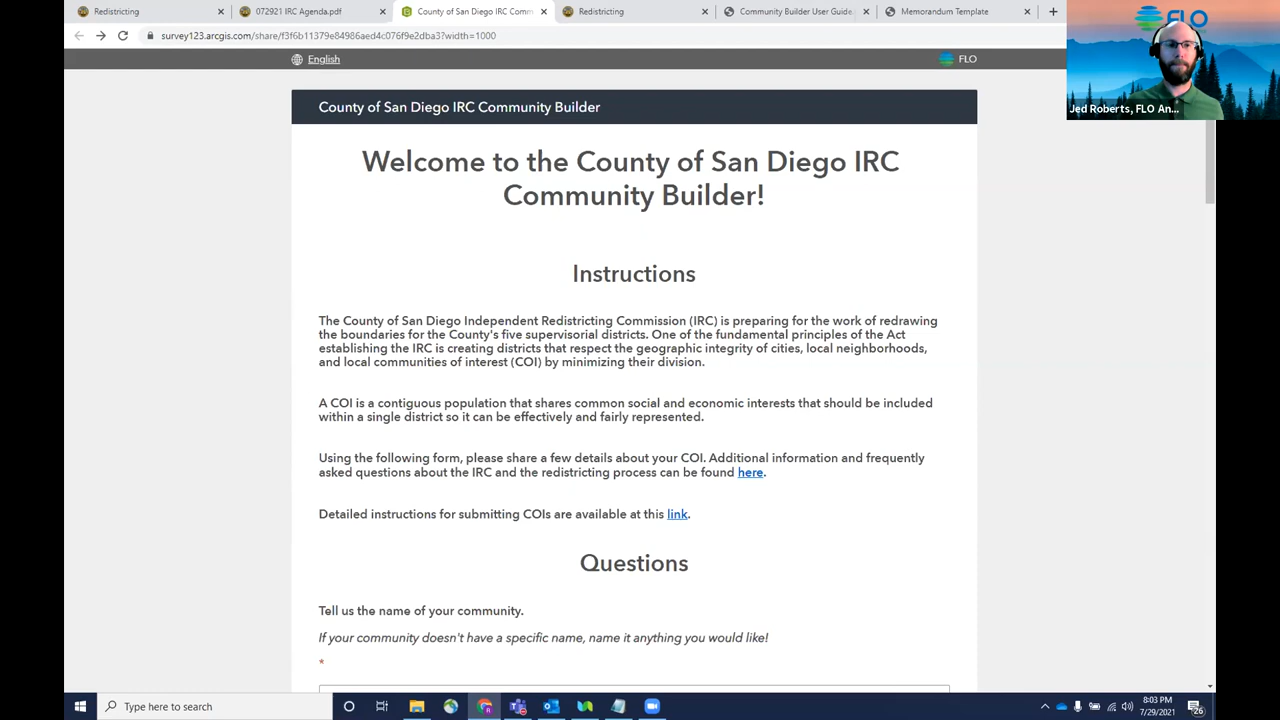 Redistricting
072921 IRC Agenda.pdf
County of San Diego IRC Comm
Redistricting
Community Builder User Guide
Memorandum Template
survey123.arcgis.com/share/f3f6b11379e84986aed4c076f9e2dba3?width=1000
English
FLO
FLO
Jed Roberts, FLO An...
County of San Diego IRC Community Builder
Welcome to the County of San Diego IRC
Community Builder!
Instructions
The County of San Diego Independent Redistricting Commission (IRC) is preparing for the work of redrawing
the boundaries for the County's five supervisorial districts. One of the fundamental principles of the Act
establishing the IRC is creating districts that respect the geographic integrity of cities, local neighborhoods,
and local communities of interest (COI) by minimizing their division.
A COI is a contiguous population that shares common social and economic interests that should be included
within a single district so it can be effectively and fairly represented.
Using the following form, please share a few details about your COI. Additional information and frequently
asked questions about the IRC and the redistricting process can be found here.
Detailed instructions for submitting COIs are available at this link.
Questions
Tell us the name of your community.
If your community doesn't have a specific name, name it anything you would like!
*
Type here to search
8:03 PM
7/29/2021
26